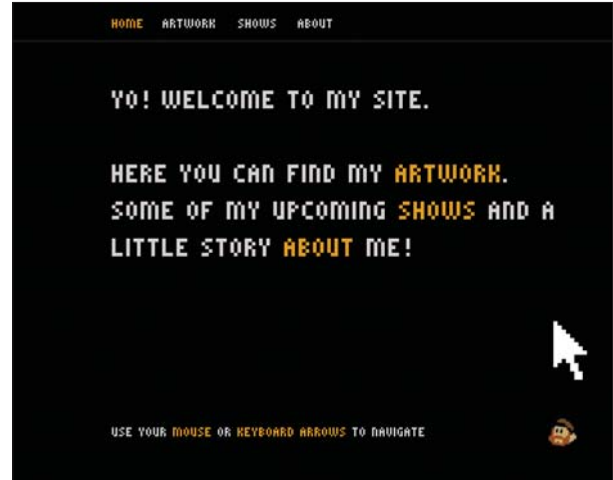 HOME ARTWORK SHOWS ABOUT
YO! WELCOME TO MY SITE.
HERE YOU CAN FIND MY ARTWORK.
SOME OF MY UPCOMING SHOWS AND A
LITTLE STORY ABOUT ME!
USE YOUR MOUSE OR KEYBOARD ARROWS TO NAVIGATE